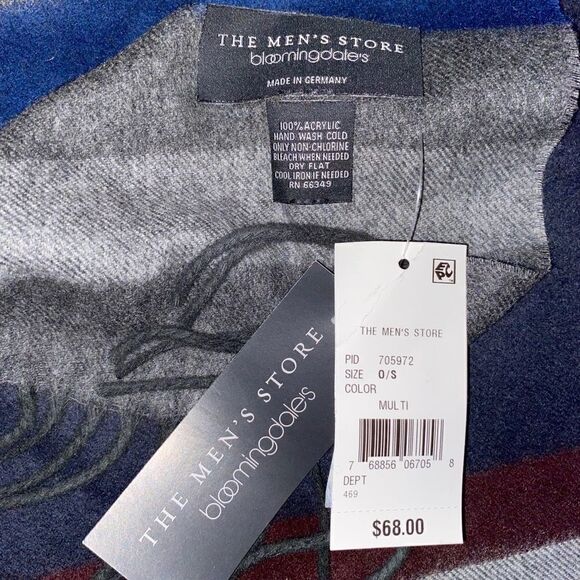 THE MEN'S STORE
bloomingdale's
MADE IN GERMANY
100% ACRYLIC
HAND WASH COLD
ONLY NON-CHLORINE
BLEACH WHEN NEEDED
DRY FLAT
COOL IRON IF NEEDED
RN 66349
THE MEN'S STORE
bloomingdale's
EPC
THE MEN'S STORE
PID 705972
SIZE O/S
COLOR
MULTI
7 68856 06705 8
DEPT
469
$68.00